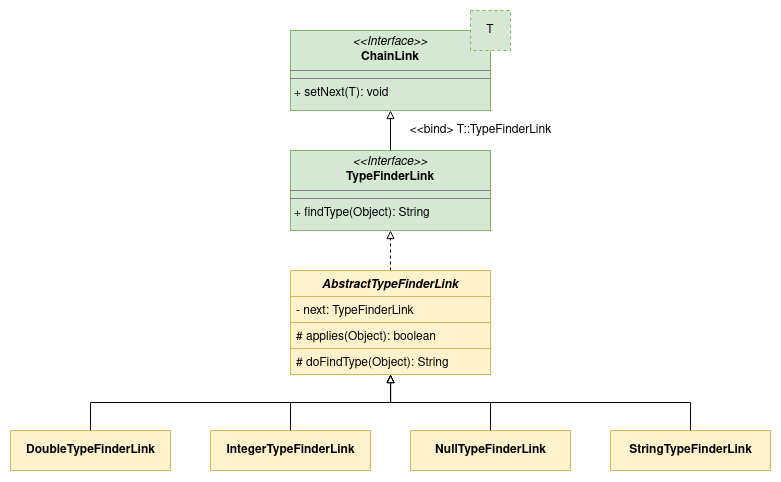 T
<<Interface>>
ChainLink
+ setNext(T): void
<<bind> T::TypeFinderLink
<<Interface>>
TypeFinderLink
+ findType(Object): String
AbstractTypeFinderLink
- next: TypeFinderLink
# applies(Object): boolean
# doFindType(Object): String
DoubleTypeFinderLink
IntegerTypeFinderLink
NullTypeFinderLink
StringTypeFinderLink